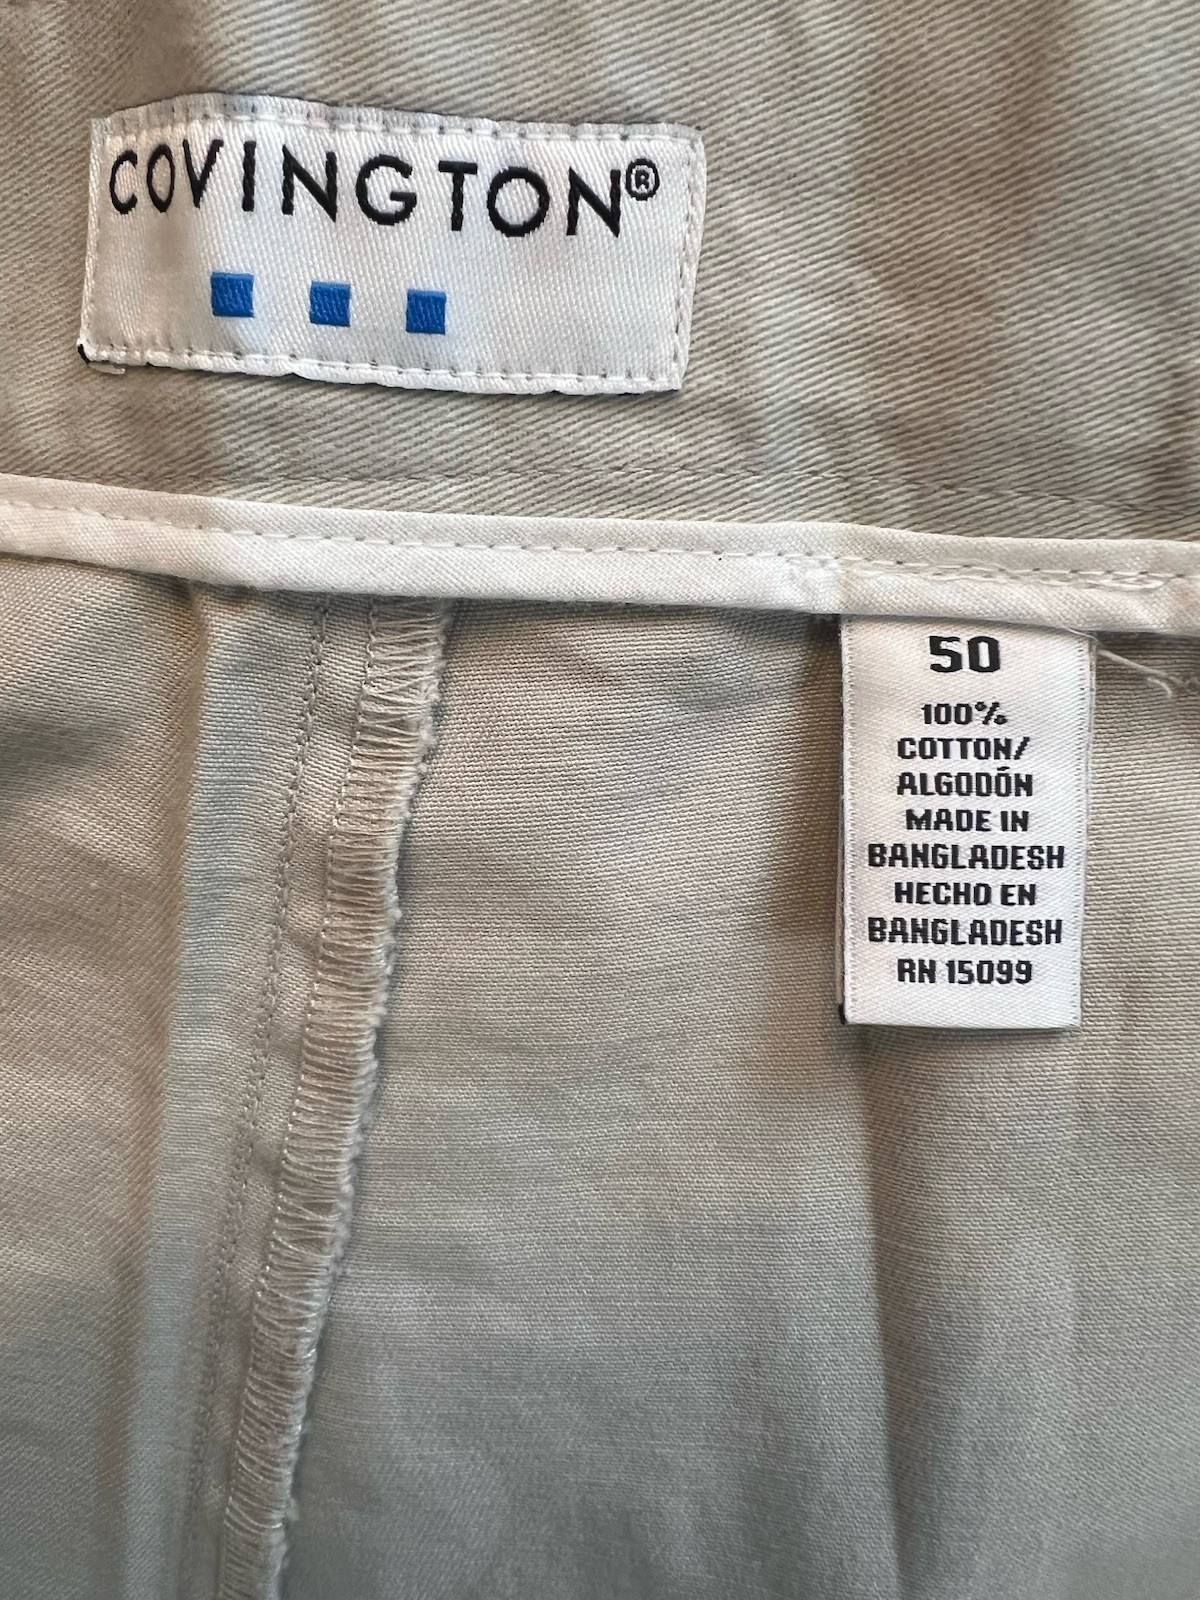 COVINGTON®
50
100%
COTTON/
ALGODÓN
MADE IN
BANGLADESH
HECHO EN
BANGLADESH
RN 15099